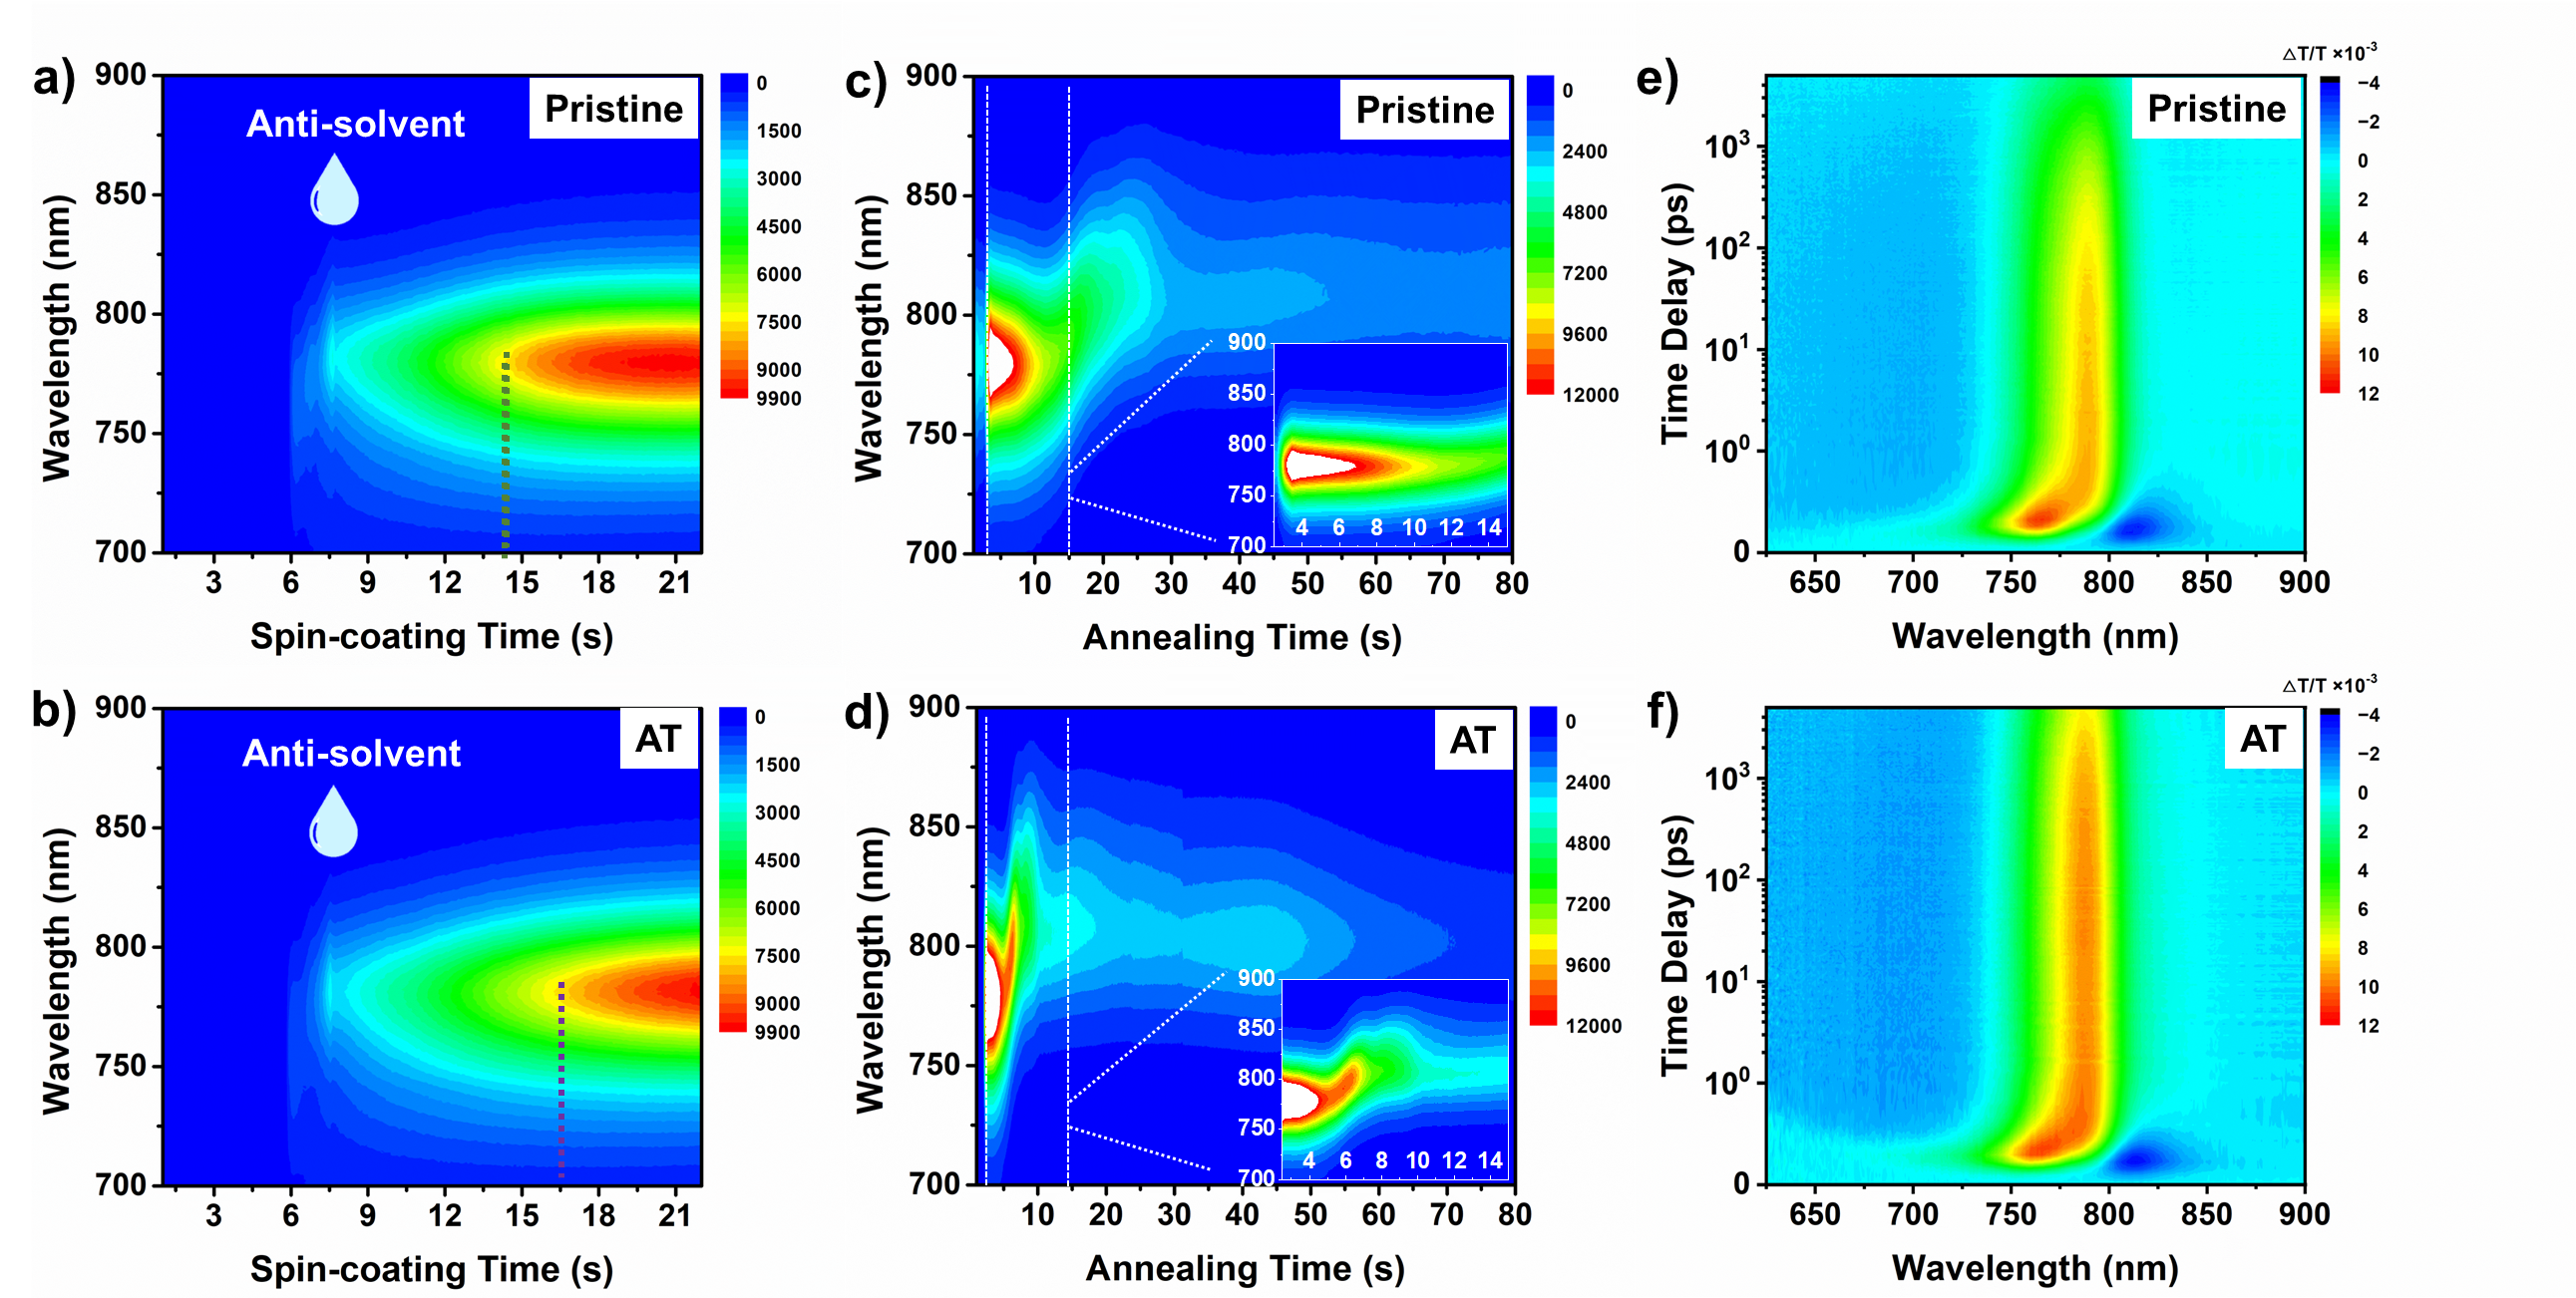 a)
900
850
800
750
700
Wavelength (nm)
Anti-solvent
Pristine
3 6 9 12 15 18 21
Spin-coating Time (s)
0
1500
3000
4500
6000
7500
9000
9900
c)
900
850
800
750
700
Wavelength (nm)
Pristine
900
850
800
750
700
4 6 8 10 12 14
10 20 30 40 50 60 70 80
Annealing Time (s)
0
2400
4800
7200
9600
12000
e)
10³
10²
10¹
10⁰
0
Time Delay (ps)
Pristine
650 700 750 800 850 900
Wavelength (nm)
△T/T ×10⁻³
−4
−2
0
2
4
6
8
10
12
b)
900
850
800
750
700
Wavelength (nm)
Anti-solvent
AT
3 6 9 12 15 18 21
Spin-coating Time (s)
0
1500
3000
4500
6000
7500
9000
9900
d)
900
850
800
750
700
Wavelength (nm)
AT
900
850
800
750
700
4 6 8 10 12 14
10 20 30 40 50 60 70 80
Annealing Time (s)
0
2400
4800
7200
9600
12000
f)
10³
10²
10¹
10⁰
0
Time Delay (ps)
AT
650 700 750 800 850 900
Wavelength (nm)
△T/T ×10⁻³
−4
−2
0
2
4
6
8
10
12